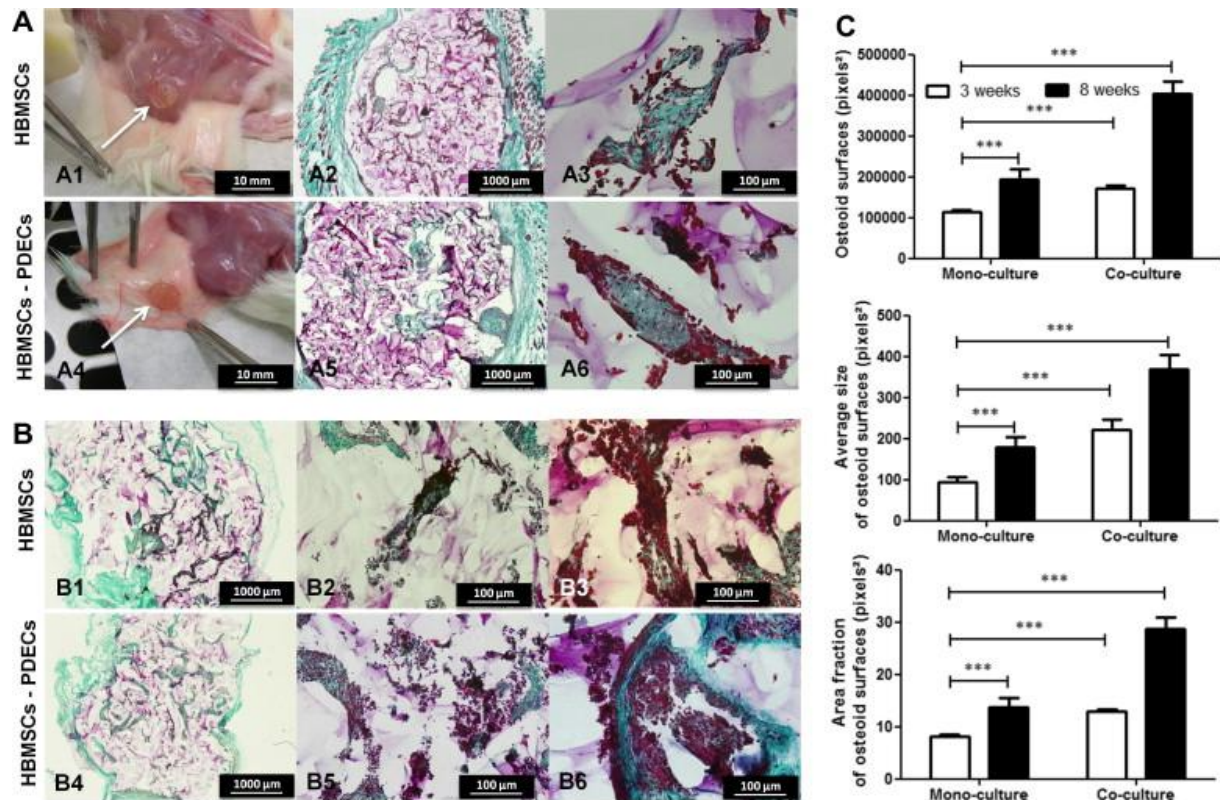 A
HBMSCs
A1
10 mm
A2
1000 µm
A3
100 µm
HBMSCs - PDECs
A4
10 mm
A5
1000 µm
A6
100 µm
B
HBMSCs
B1
1000 µm
B2
100 µm
B3
100 µm
HBMSCs - PDECs
B4
1000 µm
B5
100 µm
B6
100 µm
C
Osteoid surfaces (pixels²)
500000
400000
300000
200000
100000
0
***
3 weeks
8 weeks
***
***
Mono-culture
Co-culture
Average size
of osteoid surfaces (pixels²)
500
400
300
200
100
0
***
***
***
Mono-culture
Co-culture
Area fraction
of osteoid surfaces (pixels²)
40
30
20
10
0
***
***
***
Mono-culture
Co-culture